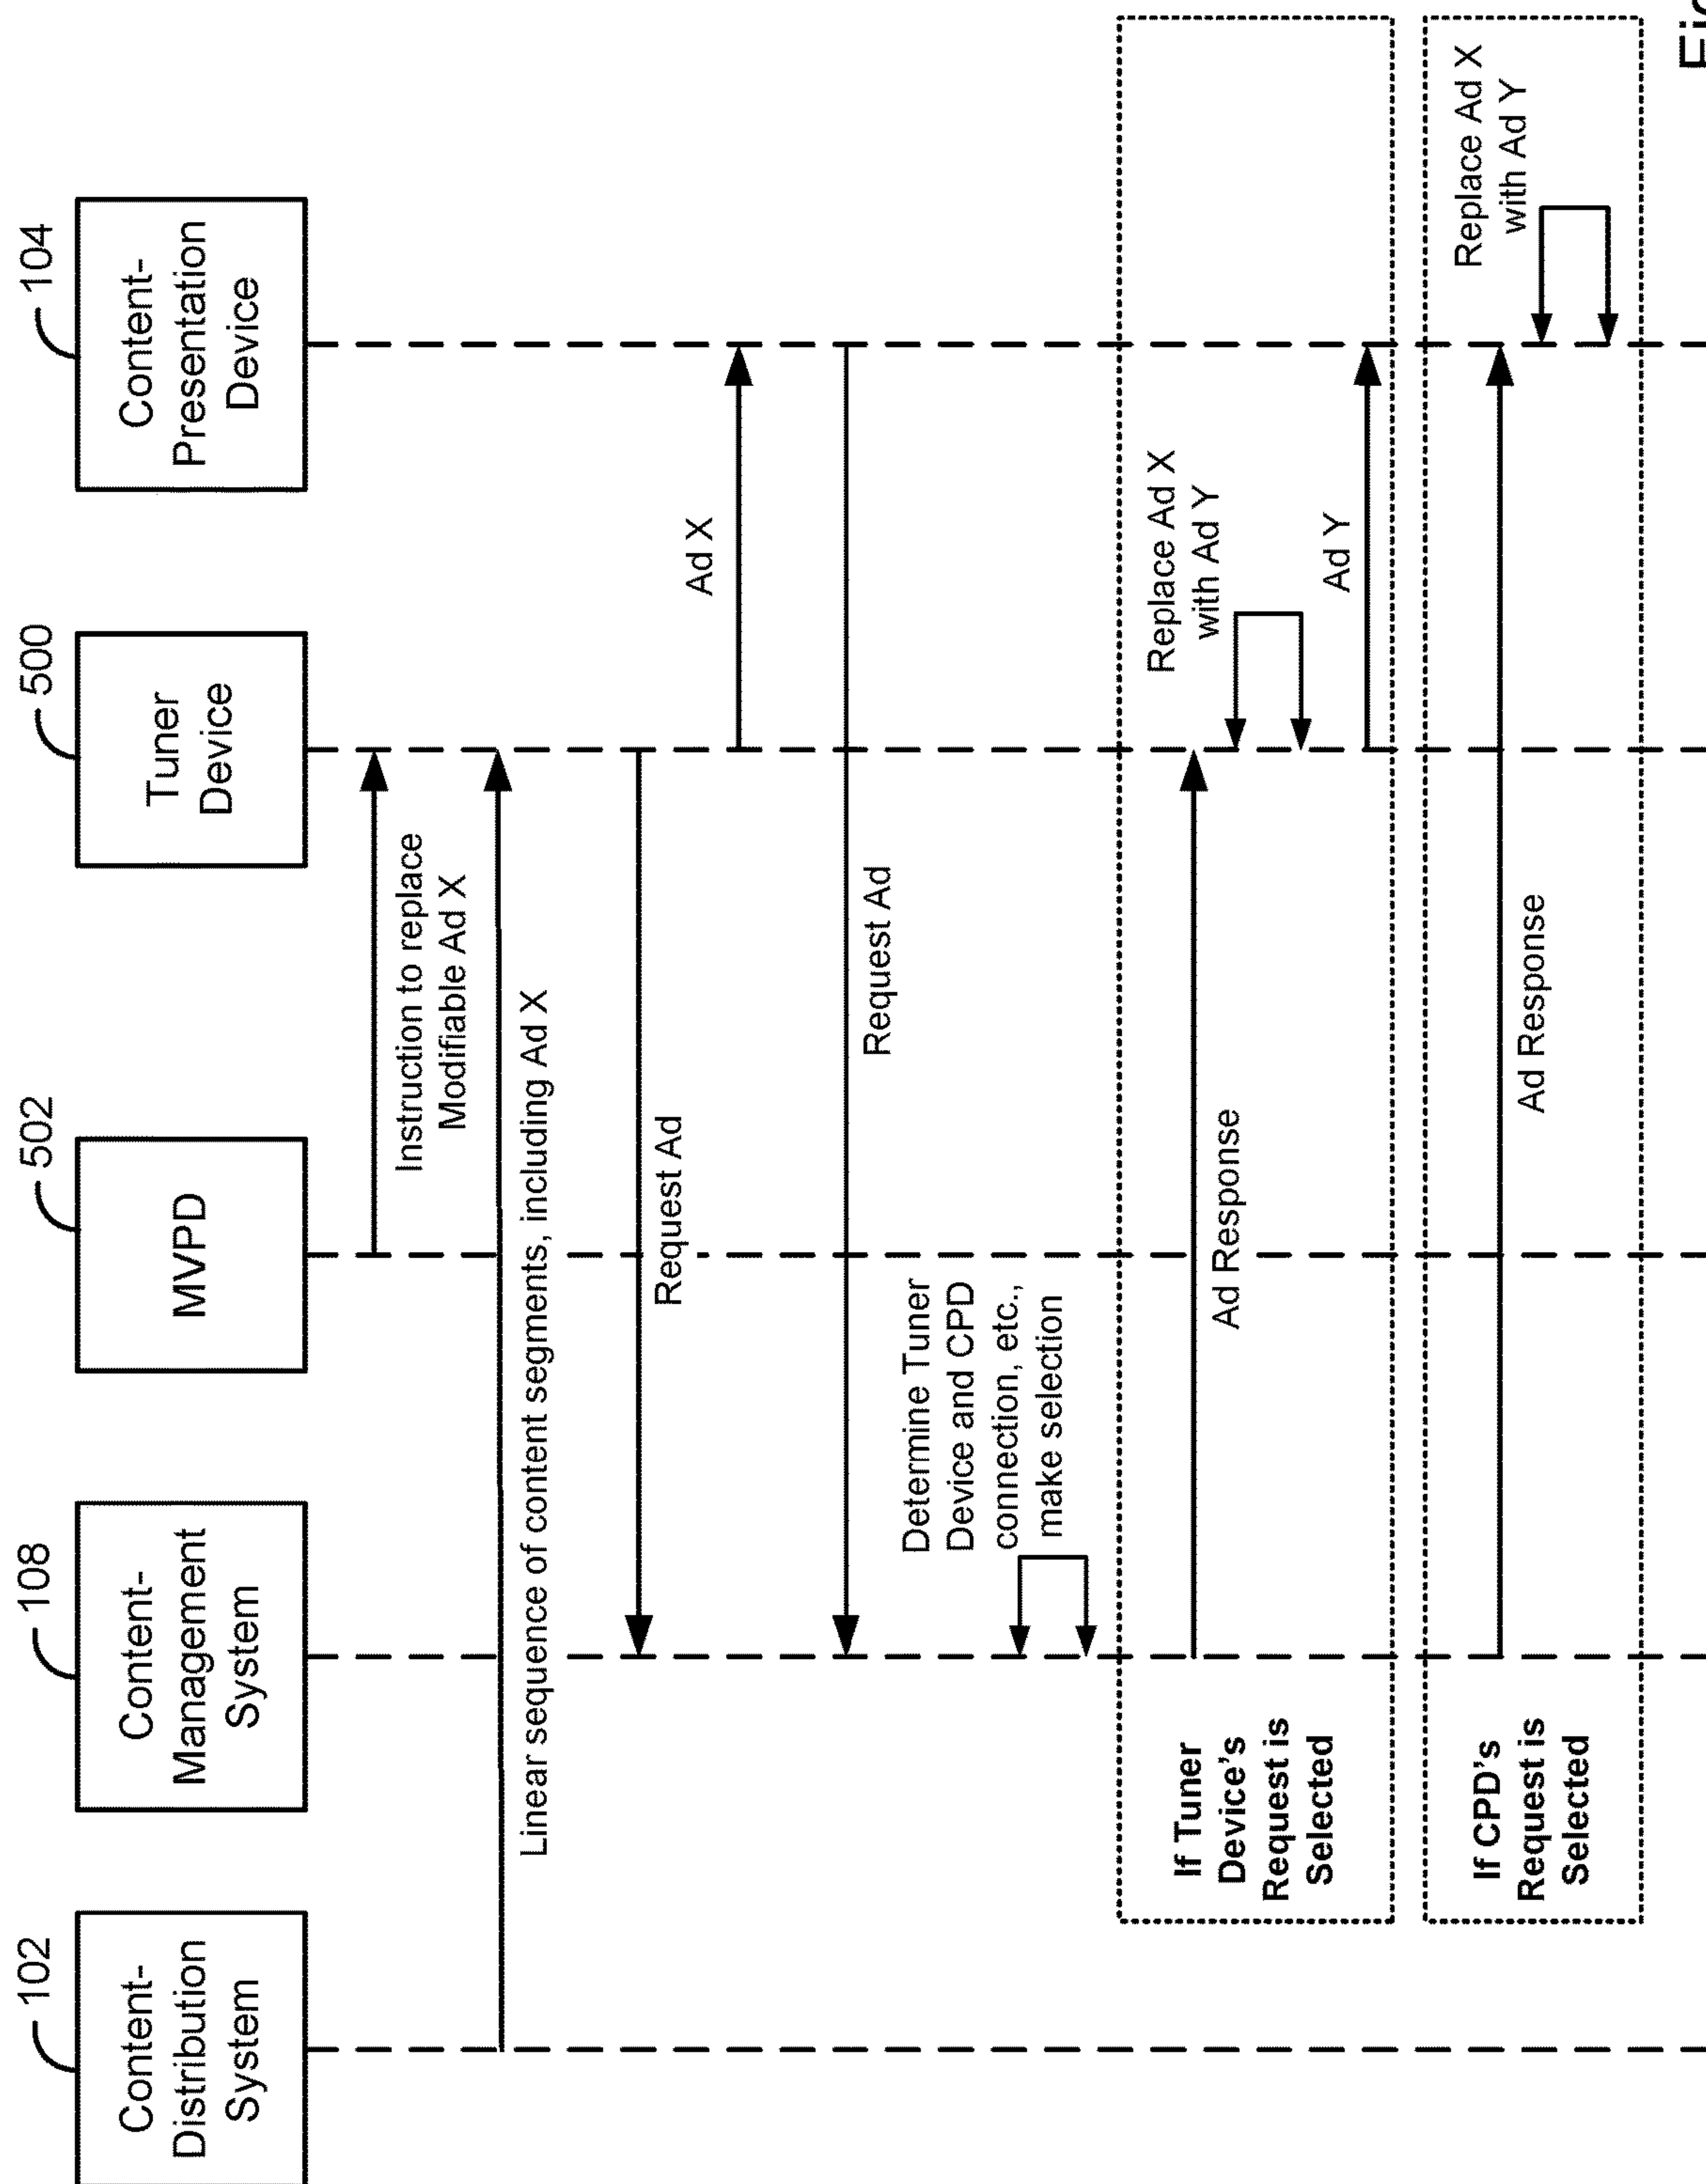 102
Content-
Distribution
System
108
Content-
Management
System
502
MVPD
500
Tuner
Device
104
Content-
Presentation
Device
Instruction to replace
Modifiable Ad X
Linear sequence of content segments, including Ad X
Request Ad
Ad X
Request Ad
Determine Tuner
Device and CPD
connection, etc.,
make selection
If Tuner
Device's
Request is
Selected
Ad Response
Replace Ad X
with Ad Y
Ad Y
If CPD's
Request is
Selected
Ad Response
Replace Ad X
with Ad Y